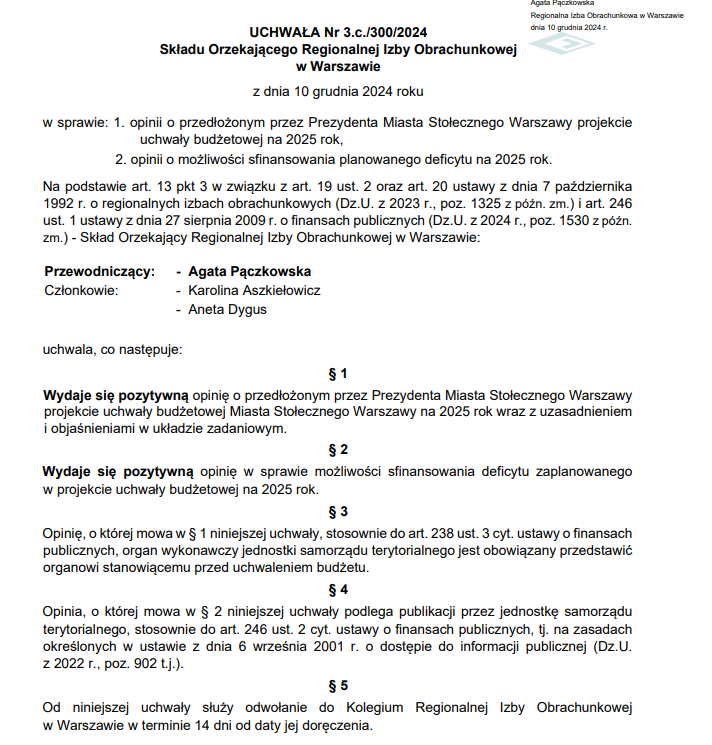 Agata Pączkowska
Regionalna Izba Obrachunkowa w Warszawie
dnia 10 grudnia 2024 r.
UCHWAŁA Nr 3.c./300/2024
Składu Orzekającego Regionalnej Izby Obrachunkowej
w Warszawie
z dnia 10 grudnia 2024 roku
w sprawie: 1. opinii o przedłożonym przez Prezydenta Miasta Stołecznego Warszawy projekcie
uchwały budżetowej na 2025 rok,
2. opinii o możliwości sfinansowania planowanego deficytu na 2025 rok.
Na podstawie art. 13 pkt 3 w związku z art. 19 ust. 2 oraz art. 20 ustawy z dnia 7 października
1992 r. o regionalnych izbach obrachunkowych (Dz.U. z 2023 r., poz. 1325 z późn. zm.) i art. 246
ust. 1 ustawy z dnia 27 sierpnia 2009 r. o finansach publicznych (Dz.U. z 2024 r., poz. 1530 z późn.
zm.) - Skład Orzekający Regionalnej Izby Obrachunkowej w Warszawie:
Przewodniczący: - Agata Pączkowska
Członkowie: - Karolina Aszkiełowicz
- Aneta Dygus
uchwala, co następuje:
§ 1
Wydaje się pozytywną opinię o przedłożonym przez Prezydenta Miasta Stołecznego Warszawy
projekcie uchwały budżetowej Miasta Stołecznego Warszawy na 2025 rok wraz z uzasadnieniem
i objaśnieniami w układzie zadaniowym.
§ 2
Wydaje się pozytywną opinię w sprawie możliwości sfinansowania deficytu zaplanowanego
w projekcie uchwały budżetowej na 2025 rok.
§ 3
Opinię, o której mowa w § 1 niniejszej uchwały, stosownie do art. 238 ust. 3 cyt. ustawy o finansach
publicznych, organ wykonawczy jednostki samorządu terytorialnego jest obowiązany przedstawić
organowi stanowiącemu przed uchwaleniem budżetu.
§ 4
Opinia, o której mowa w § 2 niniejszej uchwały podlega publikacji przez jednostkę samorządu
terytorialnego, stosownie do art. 246 ust. 2 cyt. ustawy o finansach publicznych, tj. na zasadach
określonych w ustawie z dnia 6 września 2001 r. o dostępie do informacji publicznej (Dz.U.
z 2022 r., poz. 902 t.j.).
§ 5
Od niniejszej uchwały służy odwołanie do Kolegium Regionalnej Izby Obrachunkowej
w Warszawie w terminie 14 dni od daty jej doręczenia.